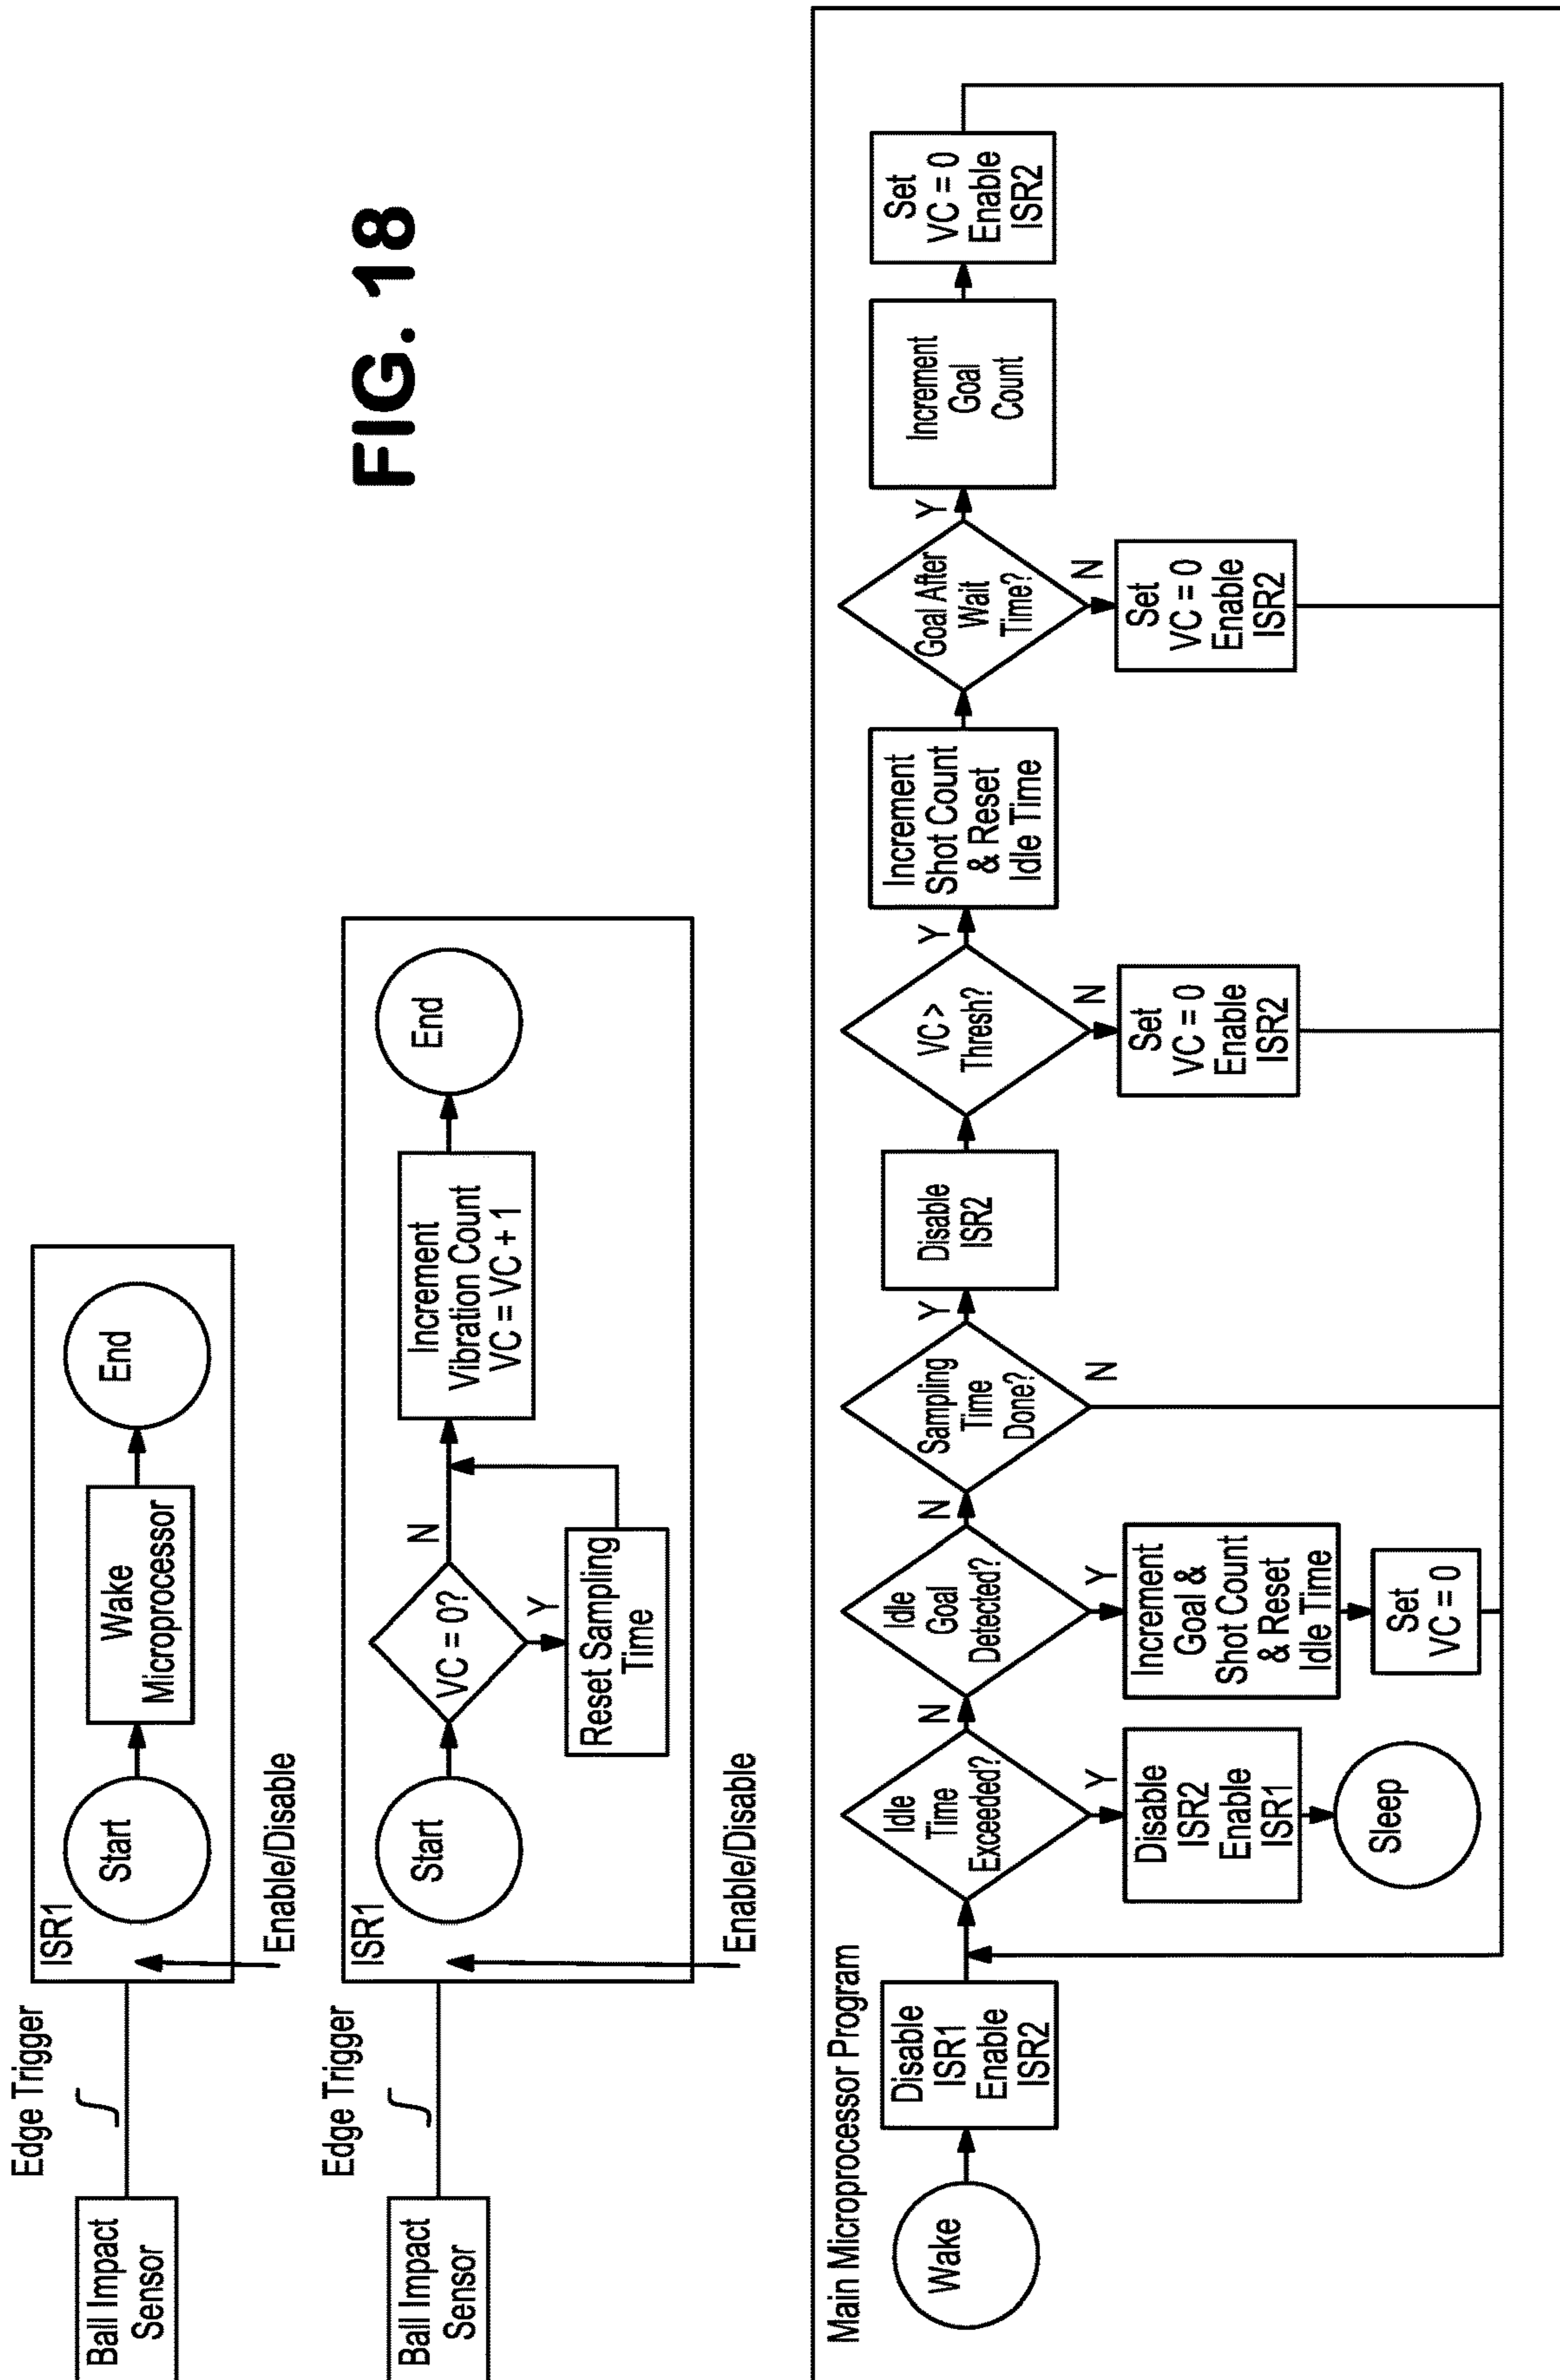 FIG. 18
Edge Trigger
Ball Impact
Sensor
ISR1
Start
Wake
Microprocessor
End
Enable/Disable
Edge Trigger
Ball Impact
Sensor
ISR1
Start
VC = 0?
N
Y
Reset Sampling
Time
Increment
Vibration Count
VC = VC + 1
End
Enable/Disable
Main Microprocessor Program
Wake
Disable
ISR1
Enable
ISR2
Idle
Time
Exceeded?
Y
N
Disable
ISR2
Enable
ISR1
Sleep
Idle
Goal
Detected?
Y
N
Increment
Goal &
Shot Count
& Reset
Idle Time
Set
VC = 0
Sampling
Time
Done?
Y
N
Disable
ISR2
VC >
Thresh?
Y
N
Set
VC = 0
Enable
ISR2
Increment
Shot Count
& Reset
Idle Time
Goal After
Wait
Time?
Y
N
Set
VC = 0
Enable
ISR2
Increment
Goal
Count
Set
VC = 0
Enable
ISR2